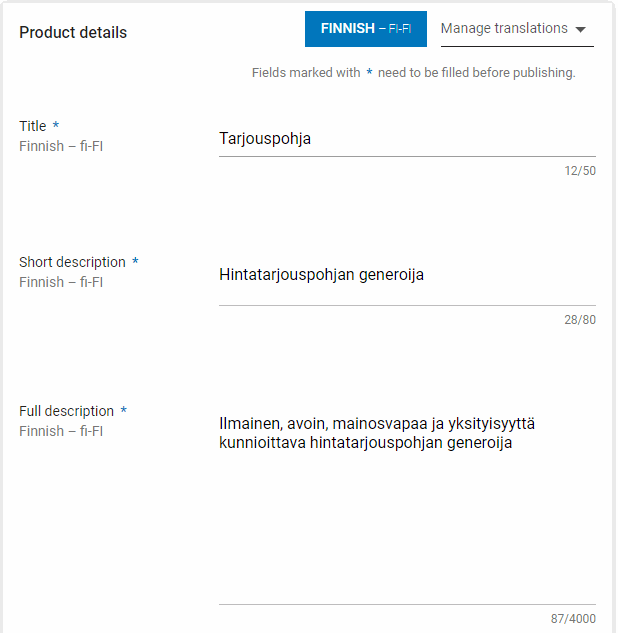 Product details
FINNISH – FI-FI
Manage translations
Fields marked with * need to be filled before publishing.
Title *
Finnish – fi-FI
Tarjouspohja
12/50
Short description *
Finnish – fi-FI
Hintatarjouspohjan generoija
28/80
Full description *
Finnish – fi-FI
Ilmainen, avoin, mainosvapaa ja yksityisyyttä
kunnioittava hintatarjouspohjan generoija
87/4000